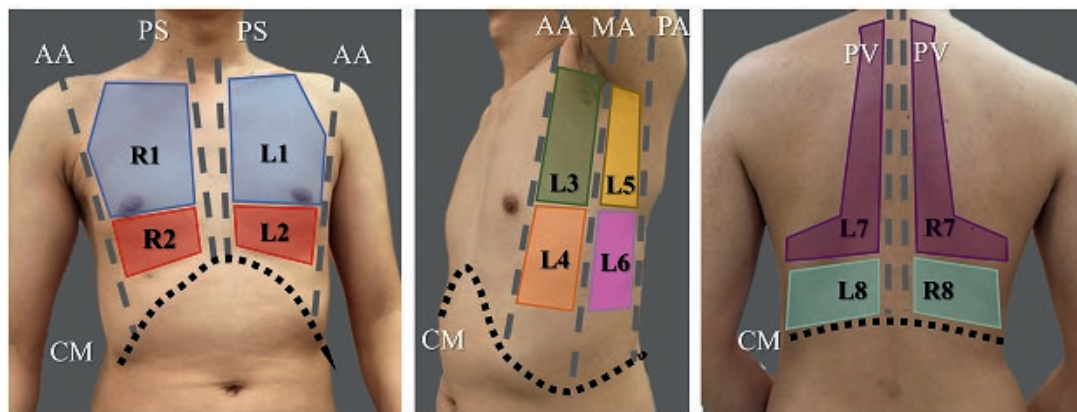 PS PS
AA AA
R1 L1
R2 L2
CM
AA MA PA
L3 L5
L4 L6
CM
PV PV
L7 R7
L8 R8
CM